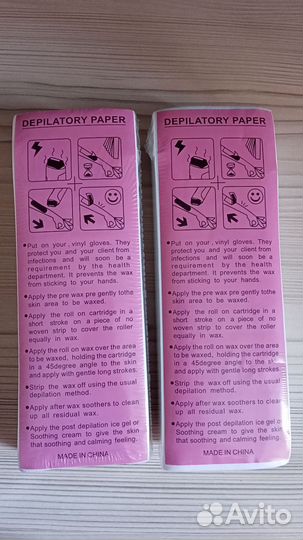 DEPILATORY PAPER
•Put on your , vinyl gloves. They
protect you and your client from
infections and will soon be a
requirement by the health
department. It prevents the wax
from sticking to your hands.
•Apply the pre wax pre gently tothe
skin area to be waxed.
•Apply the roll on cartridge in a
short stroke on a piece of no
woven strip to cover the roller
equally in wax.
•Apply the roll on wax over the area
to be waxed, holding the cartridge
in a 45degree angle to the skin
and apply with gentle long strokes.
•Strip the wax off using the usual
depilation method.
•Apply after wax soothers to clean
up all residual wax.
•Apply the post depilation ice gel or
Soothing cream to give the skin
that soothing and calming feeling.
MADE IN CHINA
DEPILATORY PAPER
•Put on your , vinyl gloves. They
protect you and your client from
infections and will soon be a
requirement by the health
department. It prevents the wax
from sticking to your hands.
•Apply the pre wax pre gently tothe
skin area to be waxed.
•Apply the roll on cartridge in a
short stroke on a piece of no
woven strip to cover the roller
equally in wax.
•Apply the roll on wax over the area
to be waxed, holding the cartridge
in a 45degree angle to the
and apply with gentle long strokes.
•Strip the wax off using the usual
depilation method.
•Apply after wax soothers to clean
up all residual wax.
•Apply the post depilation ice gel or
Soothing cream to give the skin
that soothing and calming feeling.
MADE IN CHINA
Avito